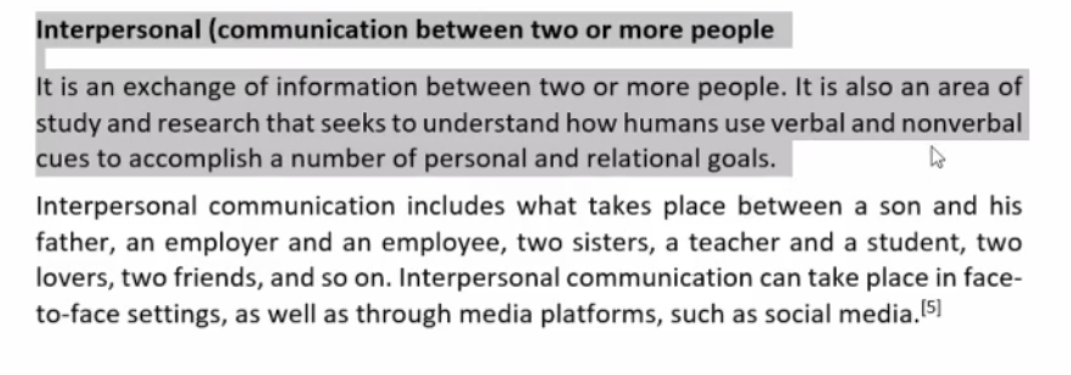 Interpersonal (communication between two or more people
It is an exchange of information between two or more people. It is also an area of
study and research that seeks to understand how humans use verbal and nonverbal
cues to accomplish a number of personal and relational goals.
Interpersonal communication includes what takes place between a son and his
father, an employer and an employee, two sisters, a teacher and a student, two
lovers, two friends, and so on. Interpersonal communication can take place in face-
to-face settings, as well as through media platforms, such as social media.[5]